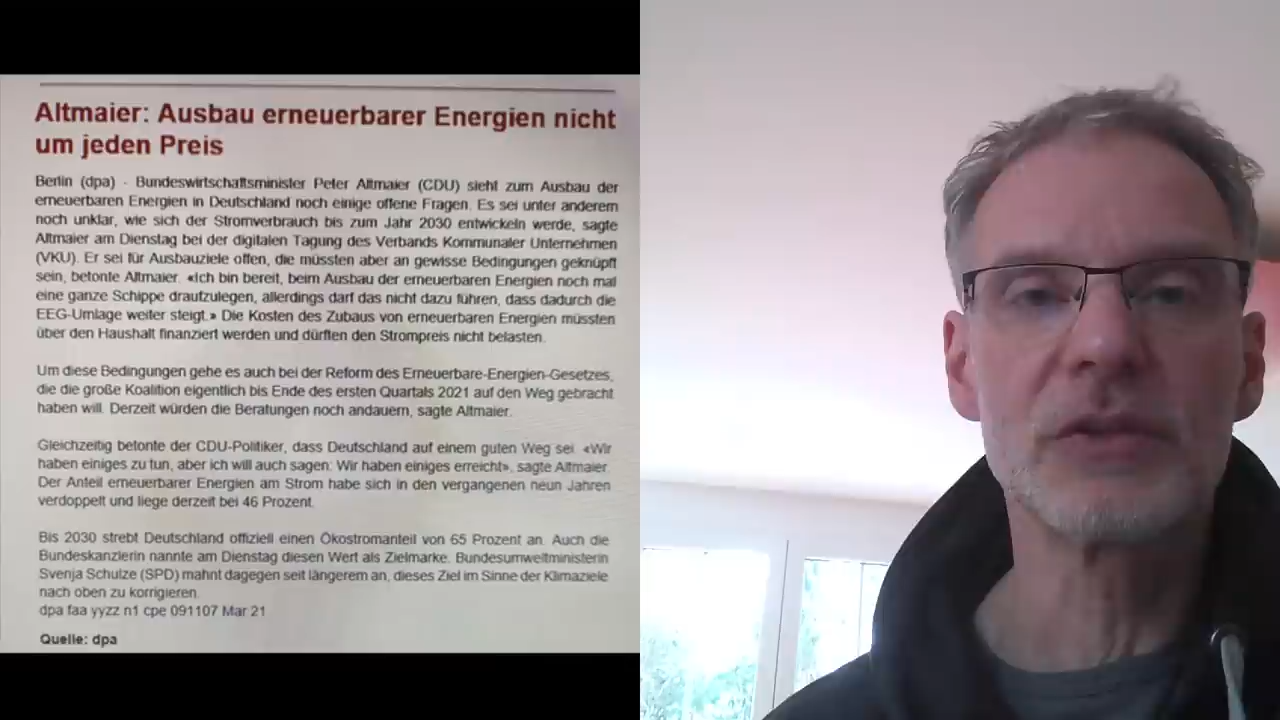 Altmaier: Ausbau erneuerbarer Energien nicht
um jeden Preis
Berlin (dpa) - Bundeswirtschaftsminister Peter Altmaier (CDU) sieht zum Ausbau der
erneuerbaren Energien in Deutschland noch einige offene Fragen. Es sei unter anderem
noch unklar, wie sich der Stromverbrauch bis zum Jahr 2030 entwickeln werde, sagte
Altmaier am Dienstag bei der digitalen Tagung des Verbands Kommunaler Unternehmen
(VKU). Er sei für Ausbauziele offen, die müssten aber an gewisse Bedingungen geknüpft
sein, betonte Altmaier. «Ich bin bereit, beim Ausbau der erneuerbaren Energien noch mal
eine ganze Schippe draufzulegen, allerdings darf das nicht dazu führen, dass dadurch die
EEG-Umlage weiter steigt.» Die Kosten des Zubaus von erneuerbaren Energien müssten
über den Haushalt finanziert werden und dürften den Strompreis nicht belasten.
Um diese Bedingungen gehe es auch bei der Reform des Erneuerbare-Energien-Gesetzes,
die die große Koalition eigentlich bis Ende des ersten Quartals 2021 auf den Weg gebracht
haben will. Derzeit würden die Beratungen noch andauern, sagte Altmaier.
Gleichzeitig betonte der CDU-Politiker, dass Deutschland auf einem guten Weg sei. «Wir
haben einiges zu tun, aber ich will auch sagen: Wir haben einiges erreicht», sagte Altmaier.
Der Anteil erneuerbarer Energien am Strom habe sich in den vergangenen neun Jahren
verdoppelt und liege derzeit bei 46 Prozent.
Bis 2030 strebt Deutschland offiziell einen Ökostromanteil von 65 Prozent an. Auch die
Bundeskanzlerin nannte am Dienstag diesen Wert als Zielmarke. Bundesumweltministerin
Svenja Schulze (SPD) mahnt dagegen seit längerem an, dieses Ziel im Sinne der Klimaziele
nach oben zu korrigieren.
dpa faa yyzz n1 cpe 091107 Mar 21
Quelle: dpa